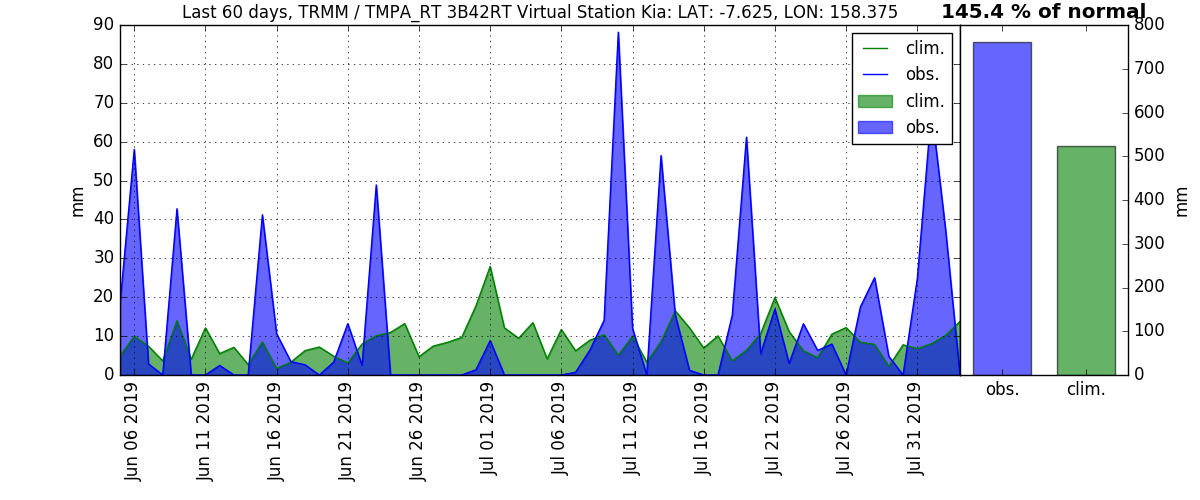 Last 60 days, TRMM / TMPA_RT 3B42RT Virtual Station Kia: LAT: -7.625, LON: 158.375
145.4 % of normal
90
80
70
60
50
40
30
20
10
0
mm
clim.
obs.
clim.
obs.
Jun 06 2019
Jun 11 2019
Jun 16 2019
Jun 21 2019
Jun 26 2019
Jul 01 2019
Jul 06 2019
Jul 11 2019
Jul 16 2019
Jul 21 2019
Jul 26 2019
Jul 31 2019
obs.
clim.
800
700
600
500
400
300
200
100
0
mm